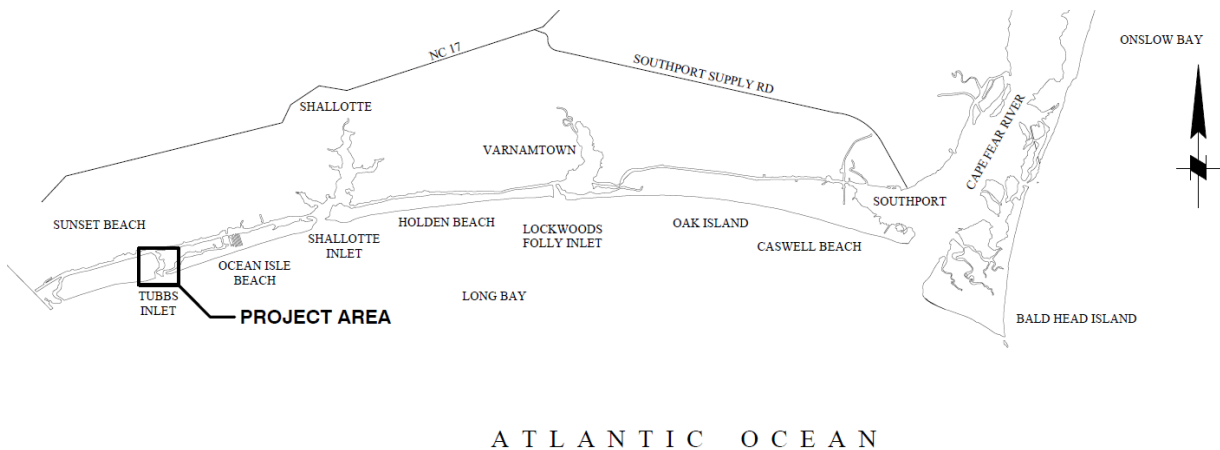 ONSLOW BAY
NC 17
SOUTHPORT SUPPLY RD
SHALLOTTE
CAPE FEAR RIVER
VARNAMTOWN
SOUTHPORT
SUNSET BEACH
HOLDEN BEACH
LOCKWOODS
FOLLY INLET
OAK ISLAND
SHALLOTTE
INLET
CASWELL BEACH
OCEAN ISLE
BEACH
TUBBS
INLET
LONG BAY
PROJECT AREA
BALD HEAD ISLAND
ATLANTIC OCEAN